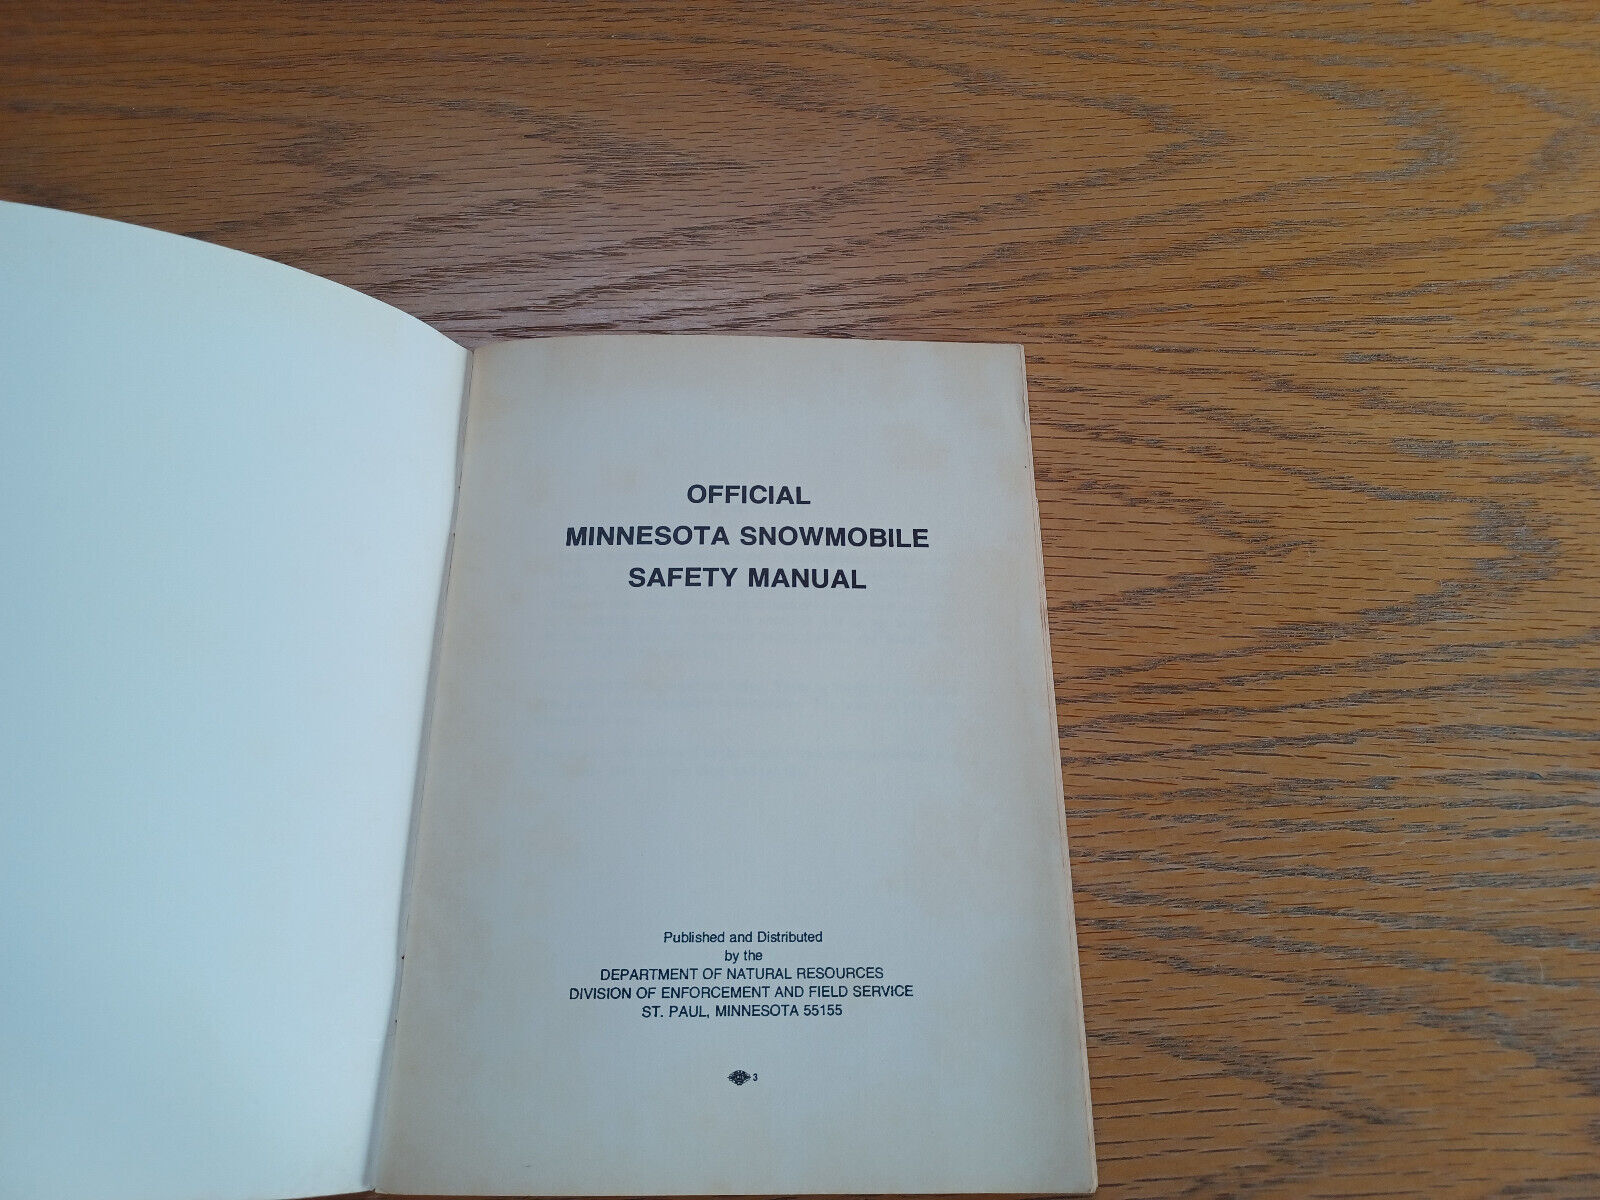 OFFICIAL
MINNESOTA SNOWMOBILE
SAFETY MANUAL
Published and Distributed
by the
DEPARTMENT OF NATURAL RESOURCES
DIVISION OF ENFORCEMENT AND FIELD SERVICE
ST. PAUL, MINNESOTA 55155
3